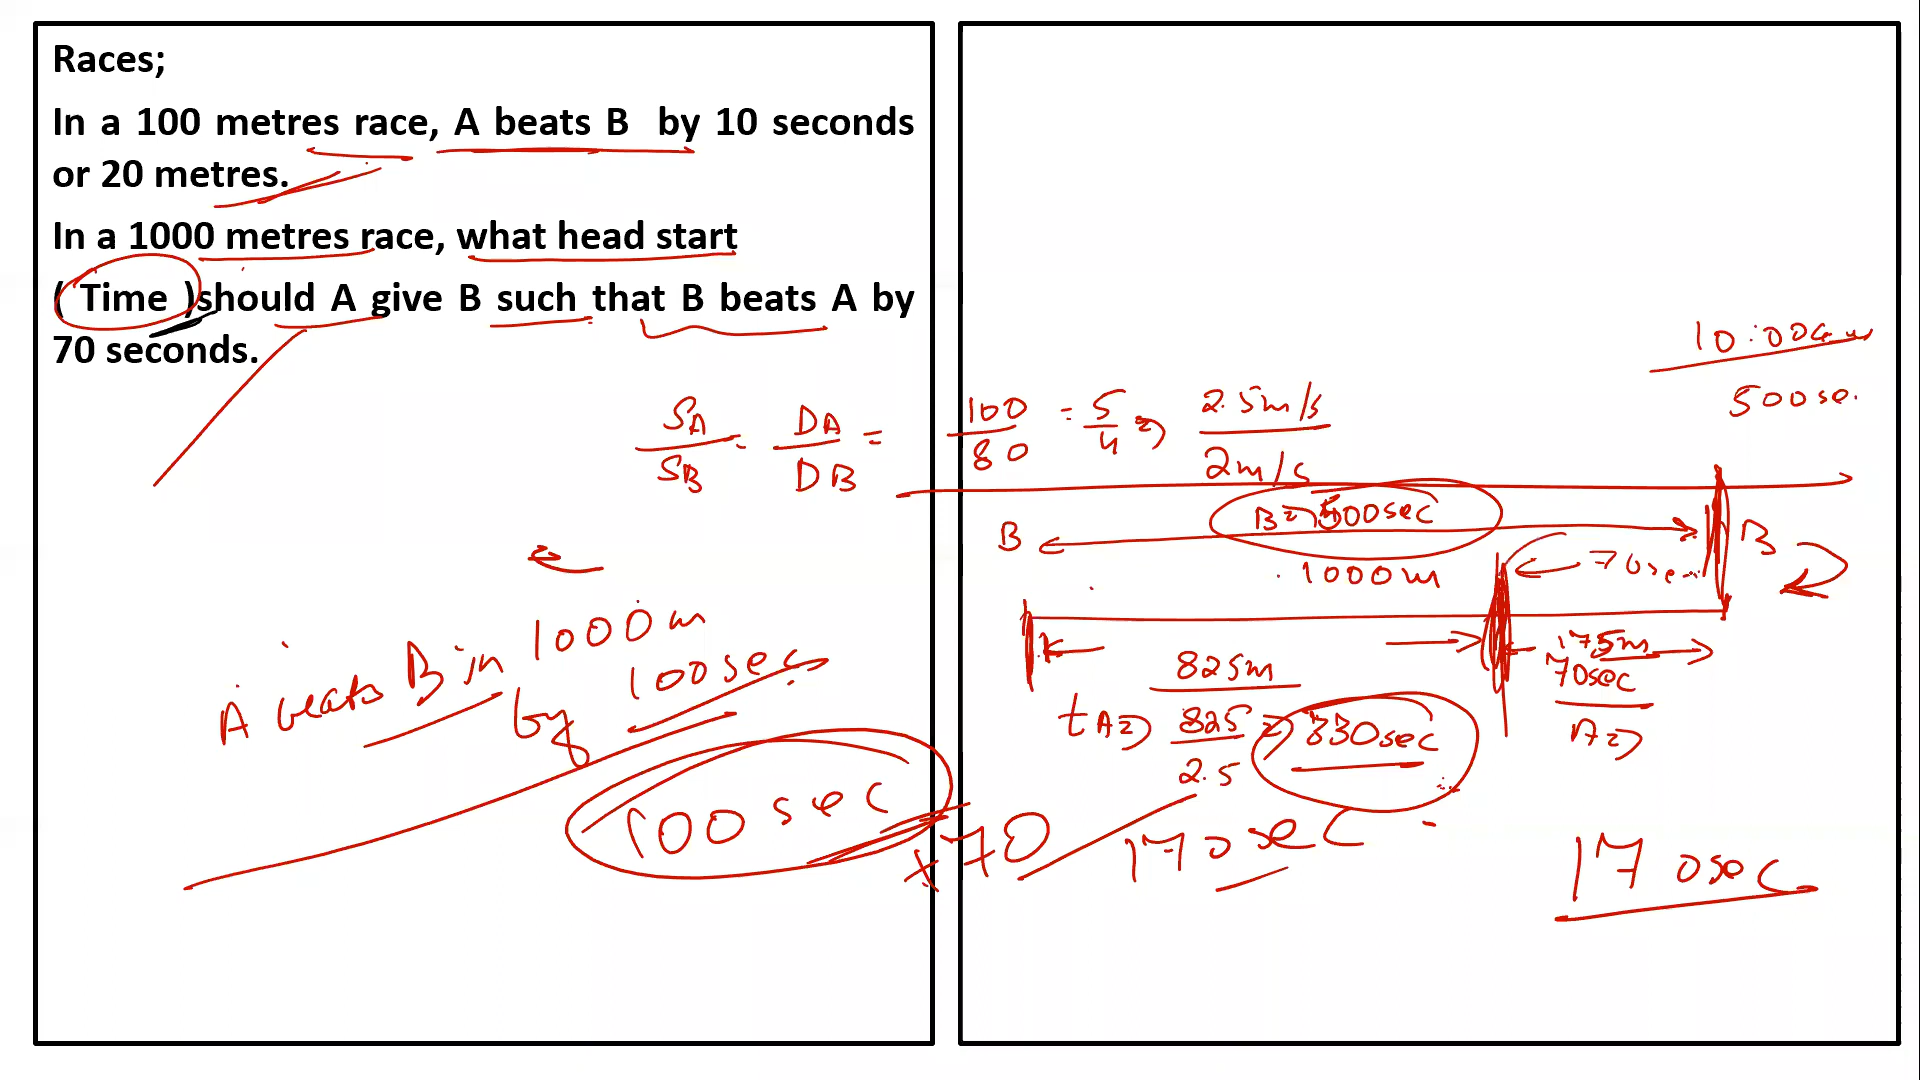 Races;
In a 100 metres race, A beats B by 10 seconds
or 20 metres.
In a 1000 metres race, what head start
( Time )should A give B such that B beats A by
70 seconds.
SA/SB = DA/DB = 100/80 = 5/4 => 2.5m/s / 2m/s
10:00am
500sec.
B B=>500sec B
1000m
70sec
A beats B in 1000m
by 100sec
825m
175m
70sec
tA=> 825/2.5 => 330sec
A=>
100sec +70 170sec
170sec